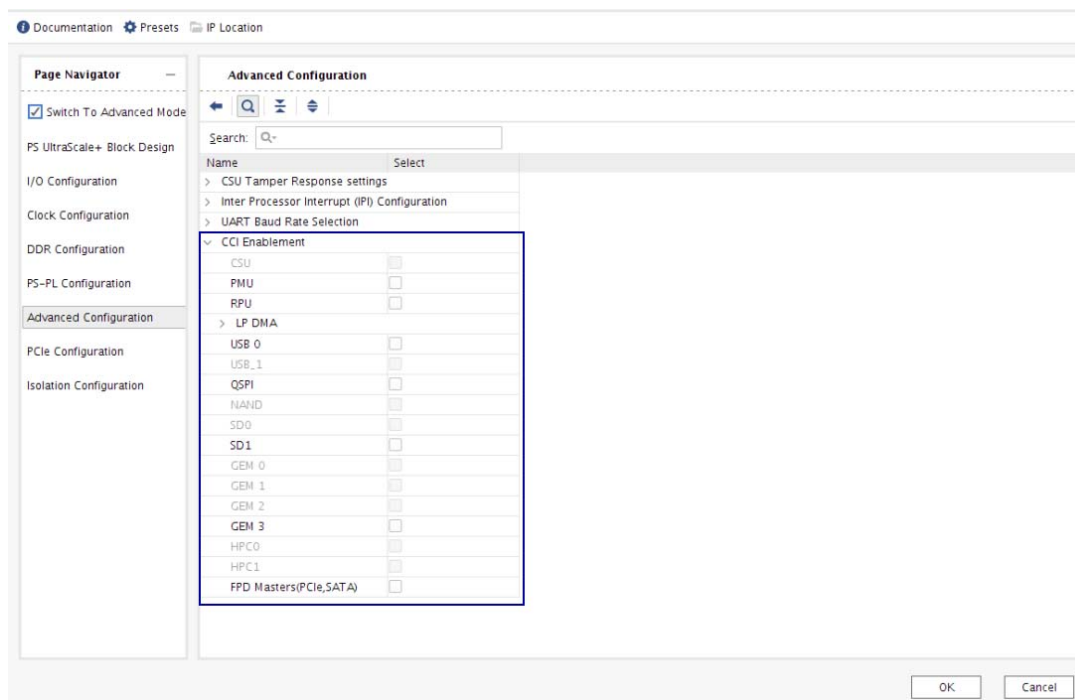 Documentation Presets IP Location
Page Navigator
Switch To Advanced Mode
PS UltraScale+ Block Design
I/O Configuration
Clock Configuration
DDR Configuration
PS-PL Configuration
Advanced Configuration
PCIe Configuration
Isolation Configuration
Advanced Configuration
Search:
Name Select
CSU Tamper Response settings
Inter Processor Interrupt (IPI) Configuration
UART Baud Rate Selection
CCI Enablement
CSU
PMU
RPU
LP DMA
USB 0
USB_1
QSPI
NAND
SD0
SD1
GEM 0
GEM 1
GEM 2
GEM 3
HPC0
HPC1
FPD Masters(PCIe,SATA)
OK Cancel